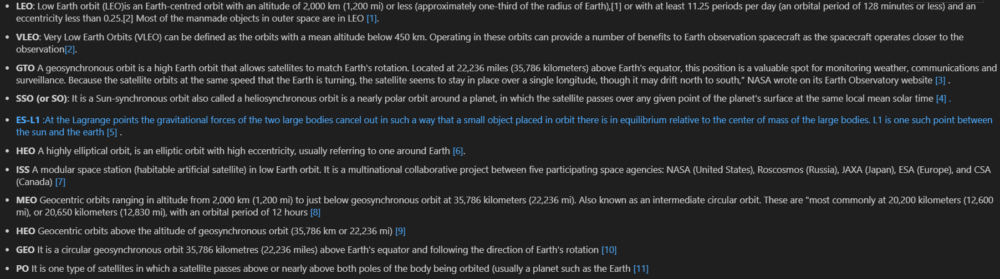 • LEO: Low Earth orbit (LEO)is an Earth-centred orbit with an altitude of 2,000 km (1,200 mi) or less (approximately one-third of the radius of Earth),[1] or with at least 11.25 periods per day (an orbital period of 128 minutes or less) and an
eccentricity less than 0.25.[2] Most of the manmade objects in outer space are in LEO [1].
• VLEO: Very Low Earth Orbits (VLEO) can be defined as the orbits with a mean altitude below 450 km. Operating in these orbits can provide a number of benefits to Earth observation spacecraft as the spacecraft operates closer to the
observation[2].
• GTO A geosynchronous orbit is a high Earth orbit that allows satellites to match Earth's rotation. Located at 22,236 miles (35,786 kilometers) above Earth's equator, this position is a valuable spot for monitoring weather, communications and
surveillance. Because the satellite orbits at the same speed that the Earth is turning, the satellite seems to stay in place over a single longitude, though it may drift north to south,” NASA wrote on its Earth Observatory website [3] .
• SSO (or SO): It is a Sun-synchronous orbit also called a heliosynchronous orbit is a nearly polar orbit around a planet, in which the satellite passes over any given point of the planet's surface at the same local mean solar time [4] .
• ES-L1 :At the Lagrange points the gravitational forces of the two large bodies cancel out in such a way that a small object placed in orbit there is in equilibrium relative to the center of mass of the large bodies. L1 is one such point between
the sun and the earth [5] .
• HEO A highly elliptical orbit, is an elliptic orbit with high eccentricity, usually referring to one around Earth [6].
• ISS A modular space station (habitable artificial satellite) in low Earth orbit. It is a multinational collaborative project between five participating space agencies: NASA (United States), Roscosmos (Russia), JAXA (Japan), ESA (Europe), and CSA
(Canada) [7]
• MEO Geocentric orbits ranging in altitude from 2,000 km (1,200 mi) to just below geosynchronous orbit at 35,786 kilometers (22,236 mi). Also known as an intermediate circular orbit. These are "most commonly at 20,200 kilometers (12,600
mi), or 20,650 kilometers (12,830 mi), with an orbital period of 12 hours [8]
• HEO Geocentric orbits above the altitude of geosynchronous orbit (35,786 km or 22,236 mi) [9]
• GEO It is a circular geosynchronous orbit 35,786 kilometres (22,236 miles) above Earth's equator and following the direction of Earth's rotation [10]
• PO It is one type of satellites in which a satellite passes above or nearly above both poles of the body being orbited (usually a planet such as the Earth [11]